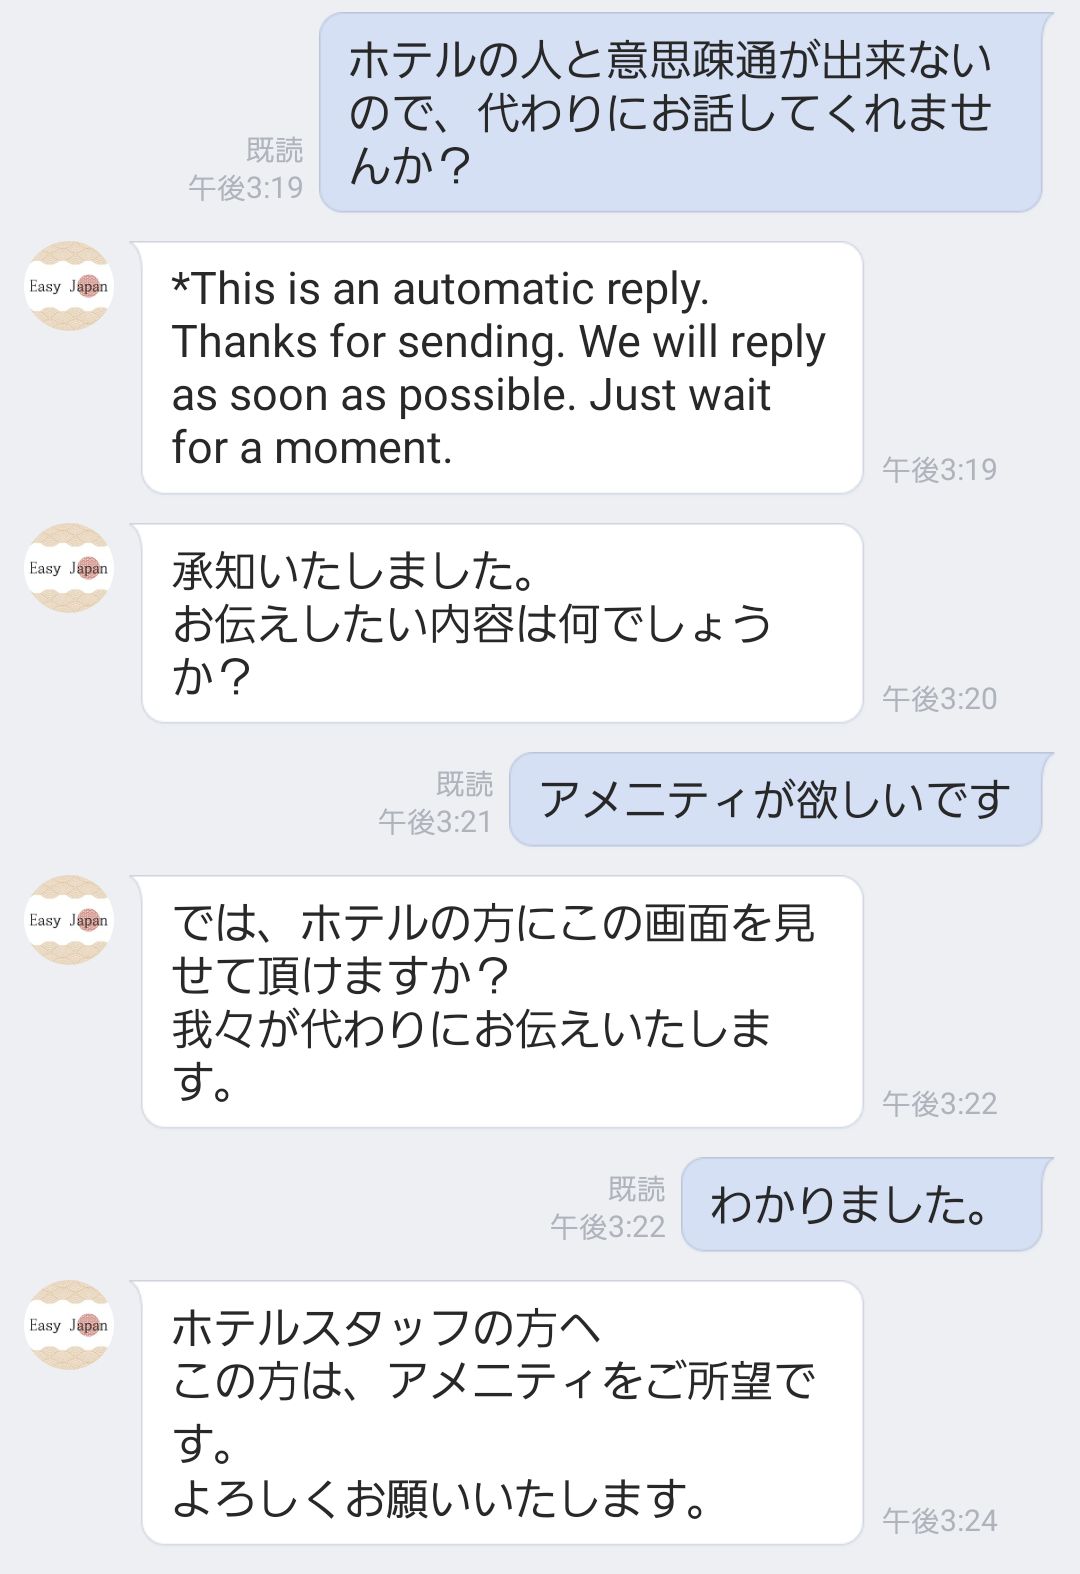 ホテルの人と意思疎通が出来ない
ので、代わりにお話してくれませ
んか？
既読
午後3:19
Easy Japan
*This is an automatic reply.
Thanks for sending. We will reply
as soon as possible. Just wait
for a moment.
午後3:19
Easy Japan
承知いたしました。
お伝えしたい内容は何でしょう
か？
午後3:20
既読
午後3:21
アメニティが欲しいです
Easy Japan
では、ホテルの方にこの画面を見
せて頂けますか？
我々が代わりにお伝えいたしま
す。
午後3:22
既読
午後3:22
わかりました。
Easy Japan
ホテルスタッフの方へ
この方は、アメニティをご所望で
す。
よろしくお願いいたします。
午後3:24